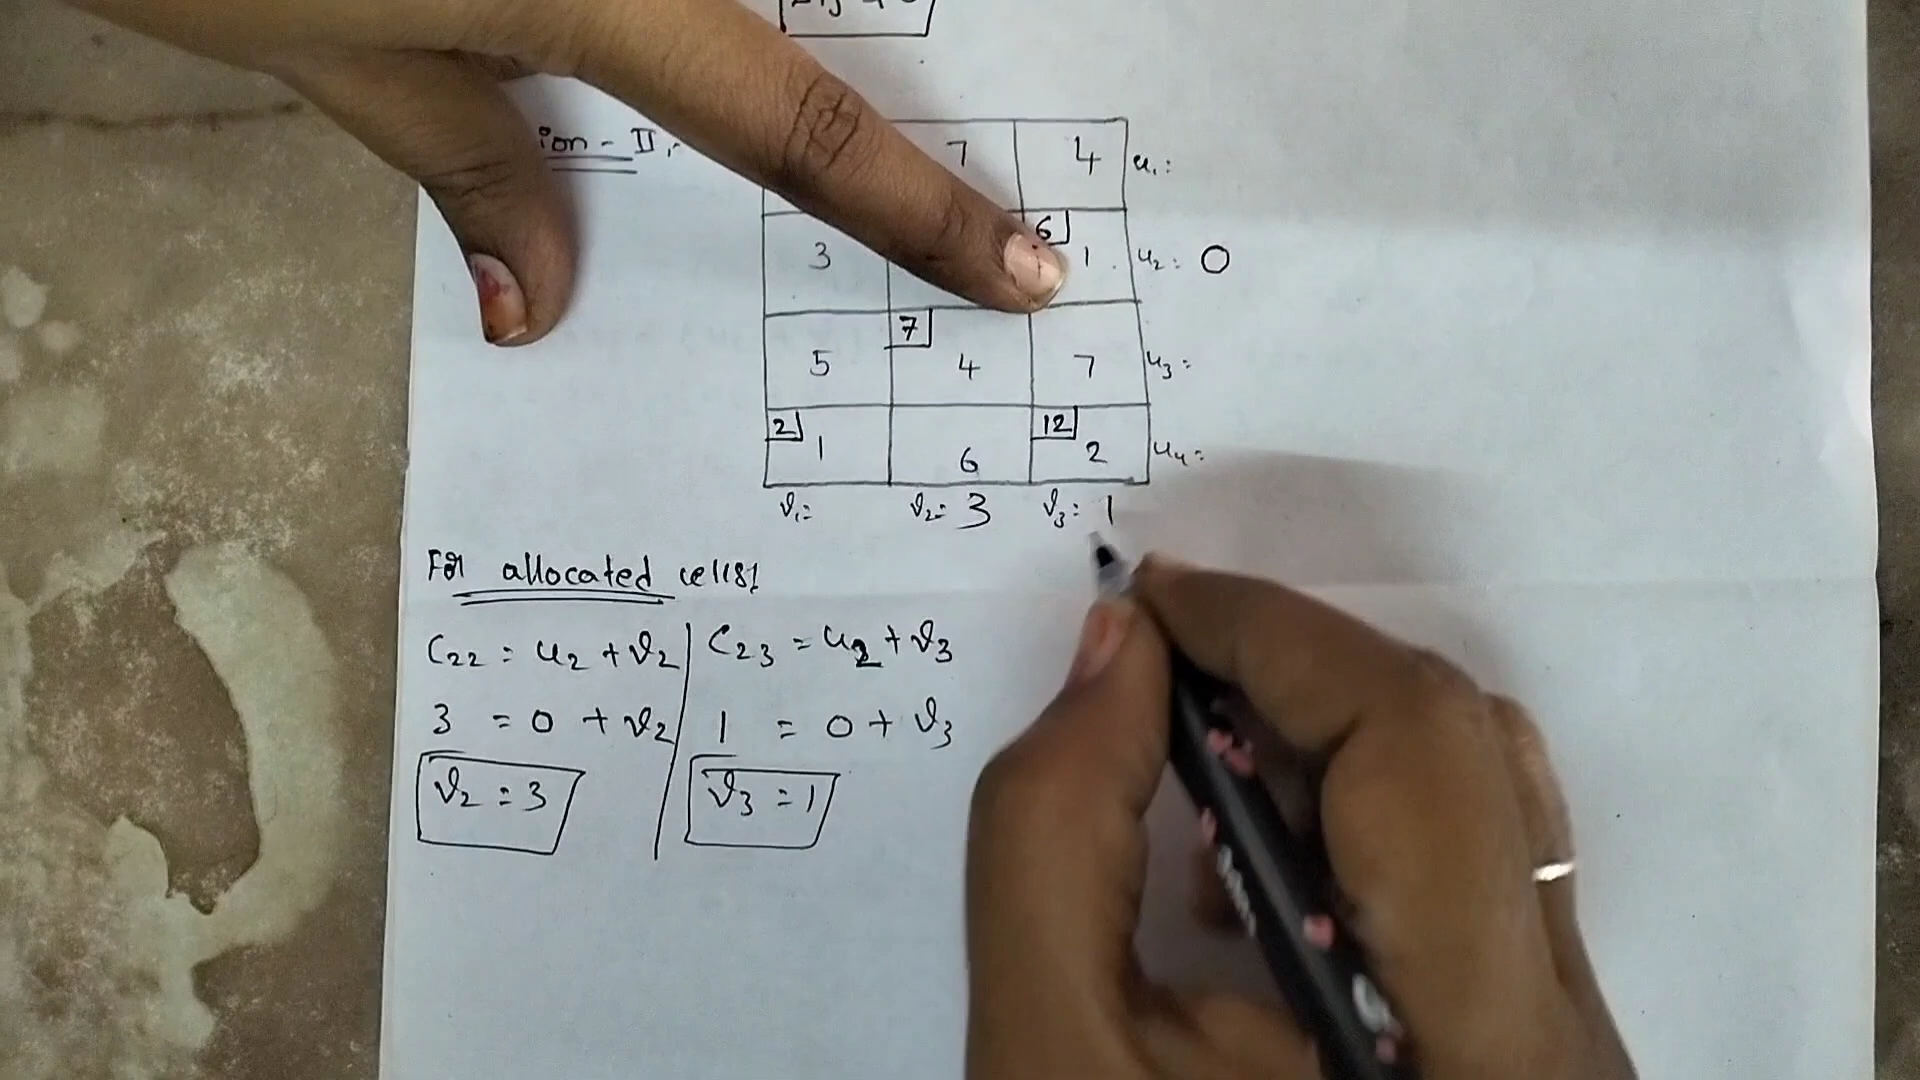 ion - II,
7 4 u₁:
3 6 1 u₂: 0
5 7 4 7 u₃:
2 1 6 12 2 u₄:
v₁= v₂= 3 v₃: 1
For allocated cells!
C₂₂ = u₂ + v₂ C₂₃ = u₂ + v₃
3 = 0 + v₂ 1 = 0 + v₃
v₂ = 3 v₃ = 1